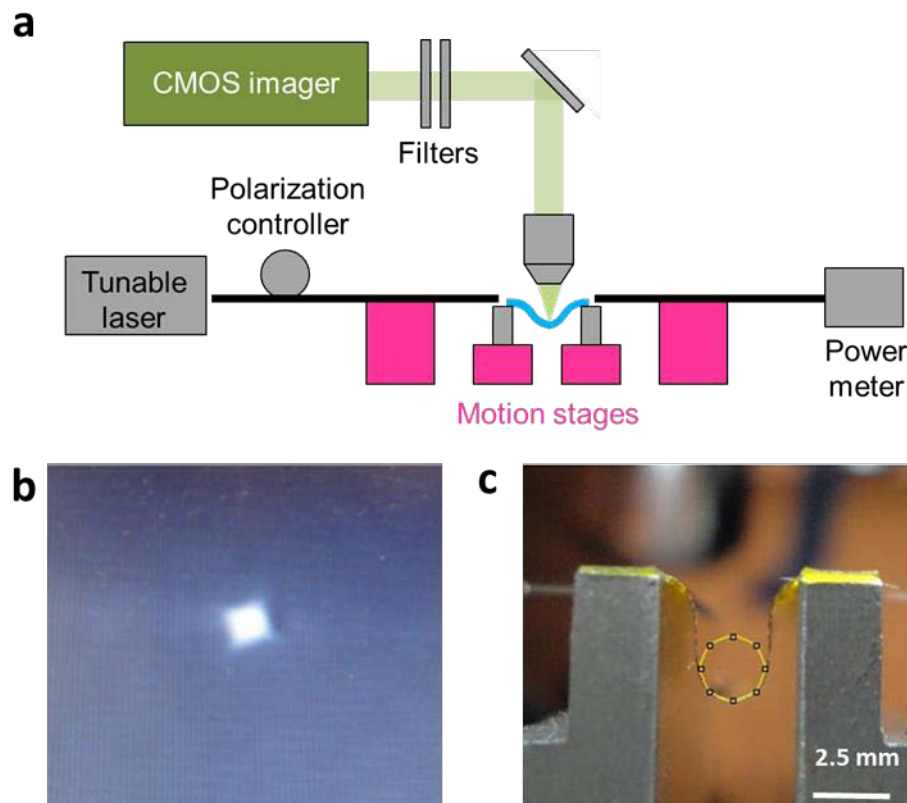 a
CMOS imager
Filters
Polarization
controller
Tunable
laser
Power
meter
Motion stages
b
c
2.5 mm